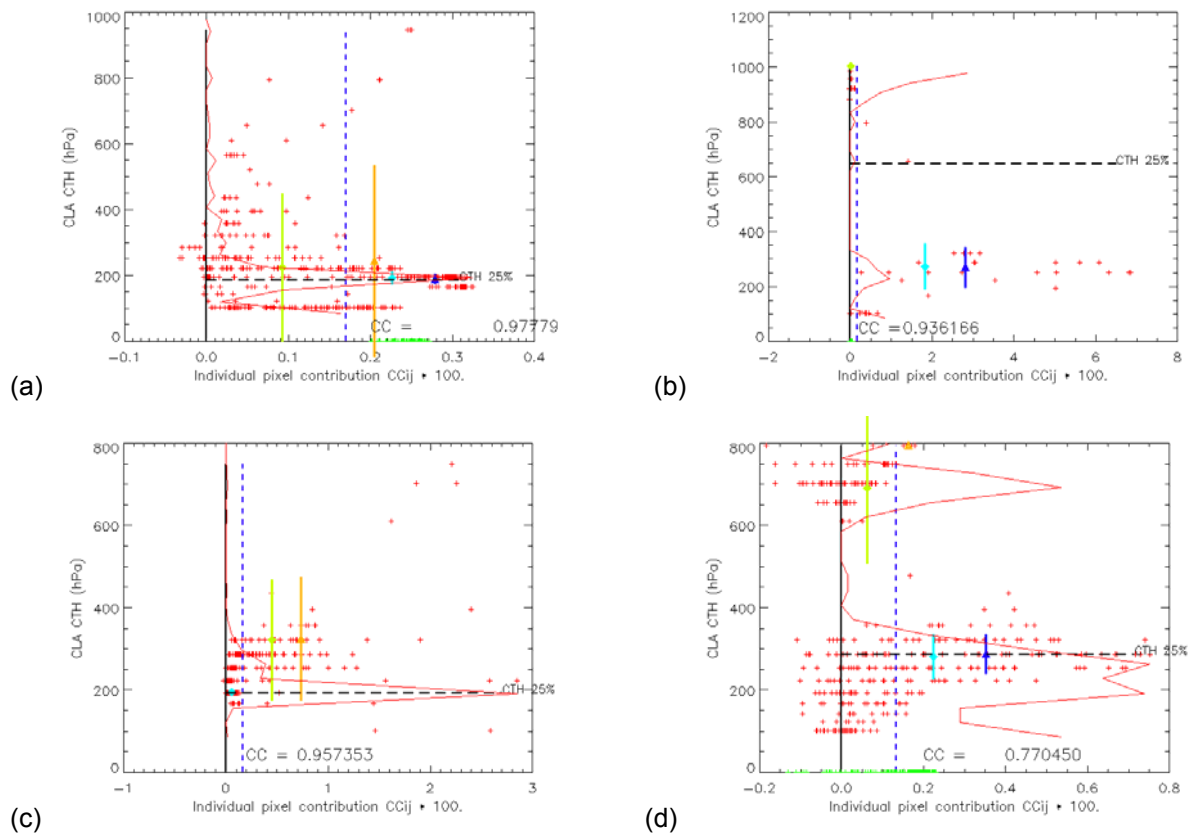 1000
800
600
400
200
0
CLA CTH (hPa)
CTH 25%
CC = 0.97779
0.0 0.1 0.2 0.3 0.4
Individual pixel contribution CCij * 100.
(a)
1200
1000
800
600
400
200
0
CLA CTH (hPa)
CTH 25%
CC =0.936166
-2 0 2 4 6 8
Individual pixel contribution CCij * 100.
(b)
800
600
400
200
0
CLA CTH (hPa)
CTH 25%
CC = 0.957353
-1 0 1 2 3
Individual pixel contribution CCij * 100.
(c)
800
600
400
200
0
CLA CTH (hPa)
CTH 25%
CC = 0.770450
-0.2 0.0 0.2 0.4 0.6 0.8
Individual pixel contribution CCij * 100.
(d)